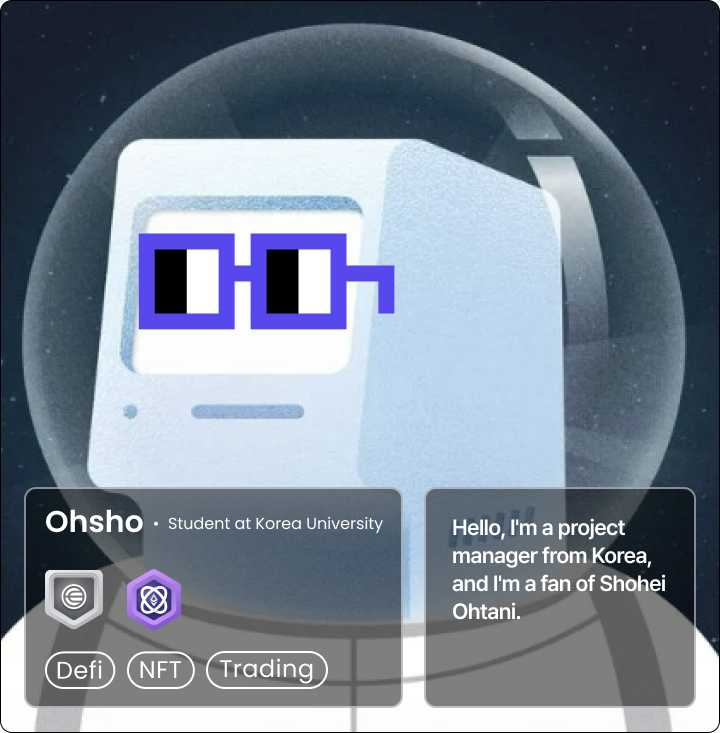 Ohsho • Student at Korea University
Defi NFT Trading
Hello, I'm a project
manager from Korea,
and I'm a fan of Shohei
Ohtani.